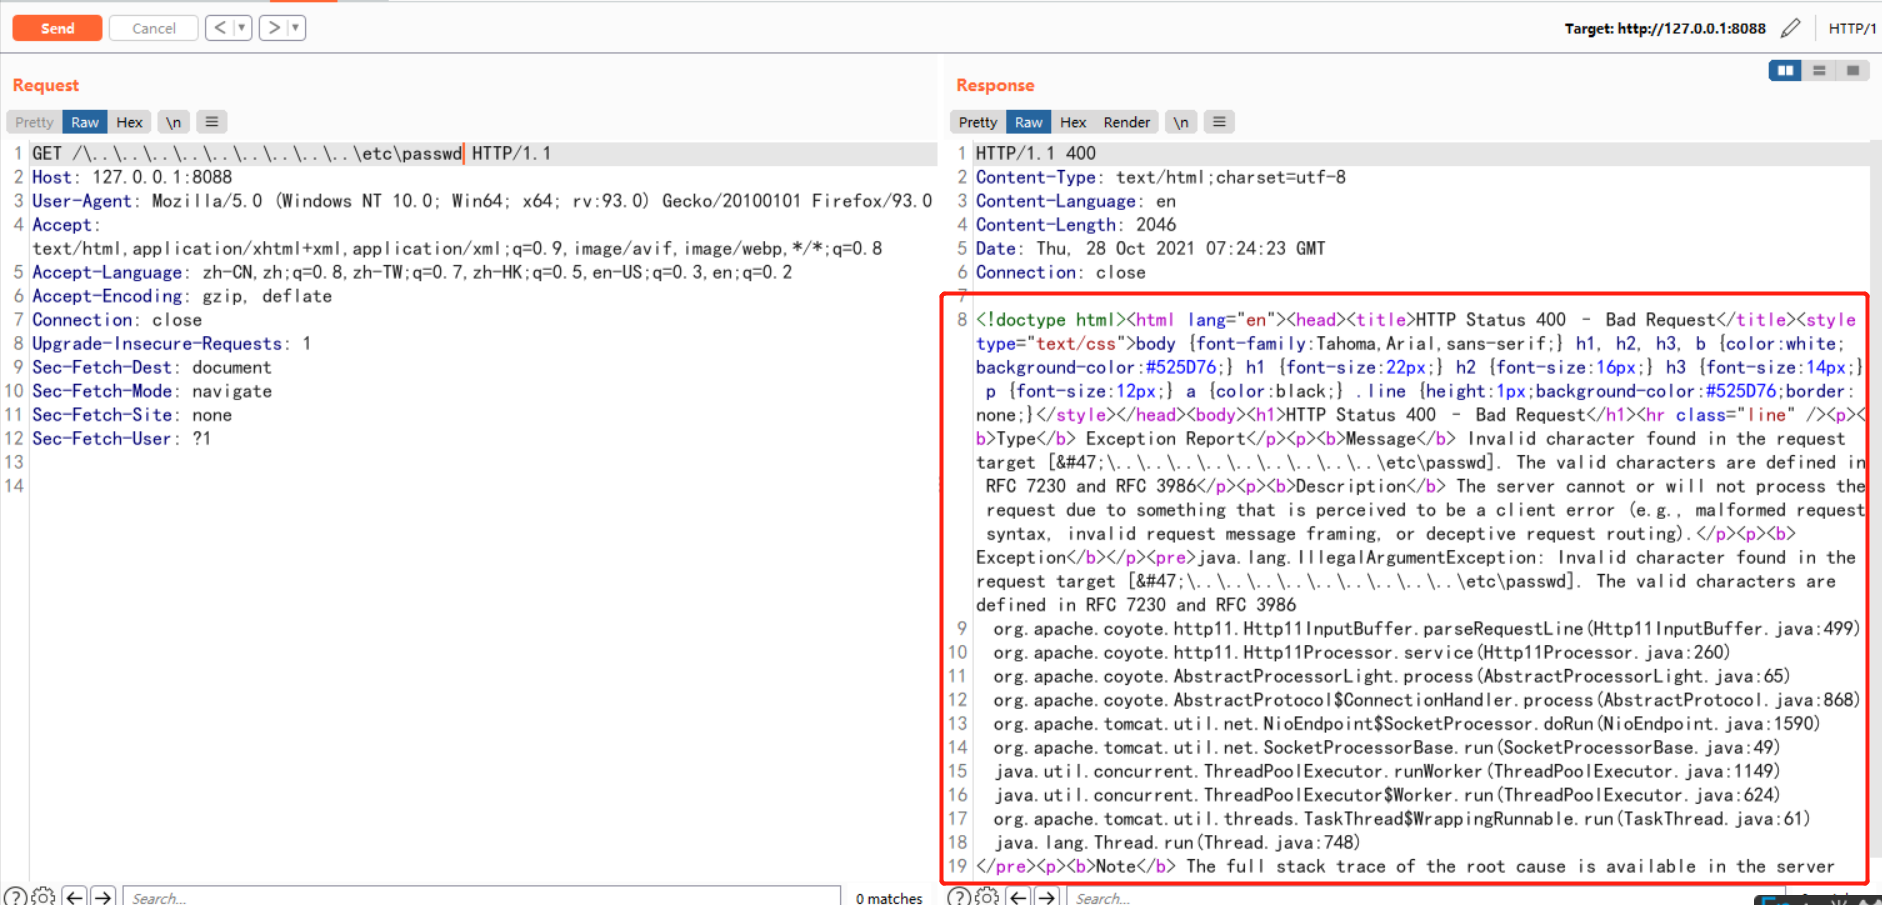 Send Cancel < ▼ > ▼ Target: http://127.0.0.1:8088 HTTP/1
Request
Pretty Raw Hex \n ≡
1 GET /\..\..\..\..\..\..\..\..\..\etc\passwd HTTP/1.1
2 Host: 127.0.0.1:8088
3 User-Agent: Mozilla/5.0 (Windows NT 10.0; Win64; x64; rv:93.0) Gecko/20100101 Firefox/93.0
4 Accept:
text/html,application/xhtml+xml,application/xml;q=0.9,image/avif,image/webp,*/*;q=0.8
5 Accept-Language: zh-CN,zh;q=0.8,zh-TW;q=0.7,zh-HK;q=0.5,en-US;q=0.3,en;q=0.2
6 Accept-Encoding: gzip, deflate
7 Connection: close
8 Upgrade-Insecure-Requests: 1
9 Sec-Fetch-Dest: document
10 Sec-Fetch-Mode: navigate
11 Sec-Fetch-Site: none
12 Sec-Fetch-User: ?1
13
14
Search... 0 matches
Response
Pretty Raw Hex Render \n ≡
1 HTTP/1.1 400
2 Content-Type: text/html;charset=utf-8
3 Content-Language: en
4 Content-Length: 2046
5 Date: Thu, 28 Oct 2021 07:24:23 GMT
6 Connection: close
7
8 <!doctype html><html lang="en"><head><title>HTTP Status 400 – Bad Request</title><style
type="text/css">body {font-family:Tahoma,Arial,sans-serif;} h1, h2, h3, b {color:white;
background-color:#525D76;} h1 {font-size:22px;} h2 {font-size:16px;} h3 {font-size:14px;}
p {font-size:12px;} a {color:black;} .line {height:1px;background-color:#525D76;border:
none;}</style></head><body><h1>HTTP Status 400 – Bad Request</h1><hr class="line" /><p><
b>Type</b> Exception Report</p><p><b>Message</b> Invalid character found in the request
target [&#47;\..\..\..\..\..\..\..\..\..\etc\passwd]. The valid characters are defined in
RFC 7230 and RFC 3986</p><p><b>Description</b> The server cannot or will not process the
request due to something that is perceived to be a client error (e.g., malformed request
syntax, invalid request message framing, or deceptive request routing).</p><p><b>
Exception</b></p><pre>java.lang.IllegalArgumentException: Invalid character found in the
request target [&#47;\..\..\..\..\..\..\..\..\..\etc\passwd]. The valid characters are
defined in RFC 7230 and RFC 3986
9 org.apache.coyote.http11.Http11InputBuffer.parseRequestLine(Http11InputBuffer.java:499)
10 org.apache.coyote.http11.Http11Processor.service(Http11Processor.java:260)
11 org.apache.coyote.AbstractProcessorLight.process(AbstractProcessorLight.java:65)
12 org.apache.coyote.AbstractProtocol$ConnectionHandler.process(AbstractProtocol.java:868)
13 org.apache.tomcat.util.net.NioEndpoint$SocketProcessor.doRun(NioEndpoint.java:1590)
14 org.apache.tomcat.util.net.SocketProcessorBase.run(SocketProcessorBase.java:49)
15 java.util.concurrent.ThreadPoolExecutor.runWorker(ThreadPoolExecutor.java:1149)
16 java.util.concurrent.ThreadPoolExecutor$Worker.run(ThreadPoolExecutor.java:624)
17 org.apache.tomcat.util.threads.TaskThread$WrappingRunnable.run(TaskThread.java:61)
18 java.lang.Thread.run(Thread.java:748)
19 </pre><p><b>Note</b> The full stack trace of the root cause is available in the server
Search...